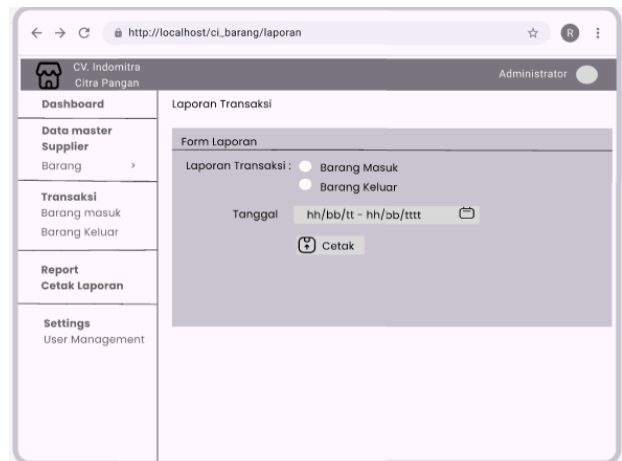 http://localhost/ci_barang/laporan
R
CV. Indomitra
Citra Pangan
Administrator
Dashboard
Data master
Supplier
Barang >
Transaksi
Barang masuk
Barang Keluar
Report
Cetak Laporan
Settings
User Management
Laporan Transaksi
Form Laporan
Laporan Transaksi :
Barang Masuk
Barang Keluar
Tanggal hh/bb/tt - hh/bb/tttt
Cetak